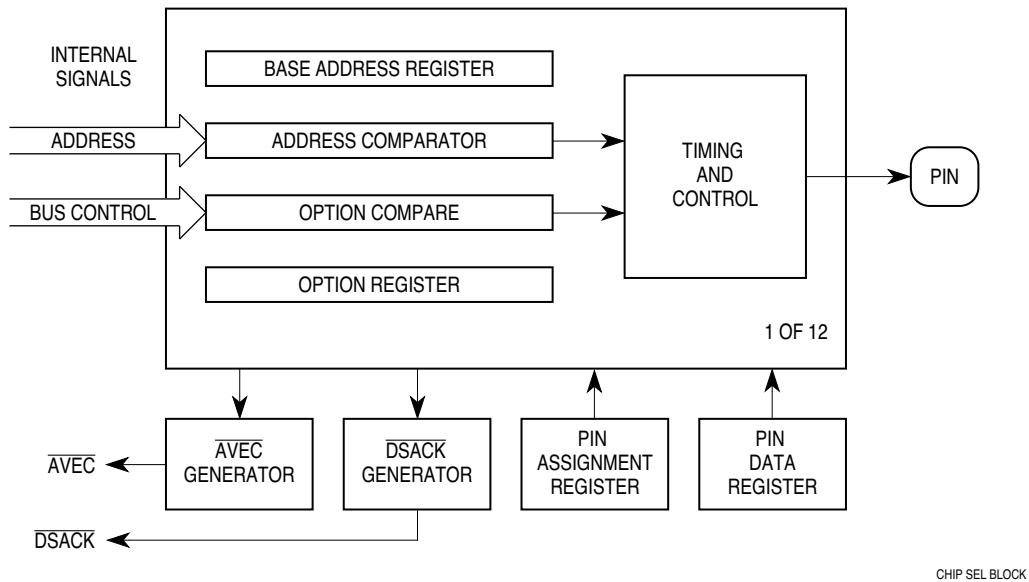 INTERNAL
SIGNALS
BASE ADDRESS REGISTER
ADDRESS
ADDRESS COMPARATOR
TIMING
AND
CONTROL
PIN
BUS CONTROL
OPTION COMPARE
OPTION REGISTER
1 OF 12
AVEC
GENERATOR
DSACK
GENERATOR
PIN
ASSIGNMENT
REGISTER
PIN
DATA
REGISTER
AVEC
DSACK
CHIP SEL BLOCK